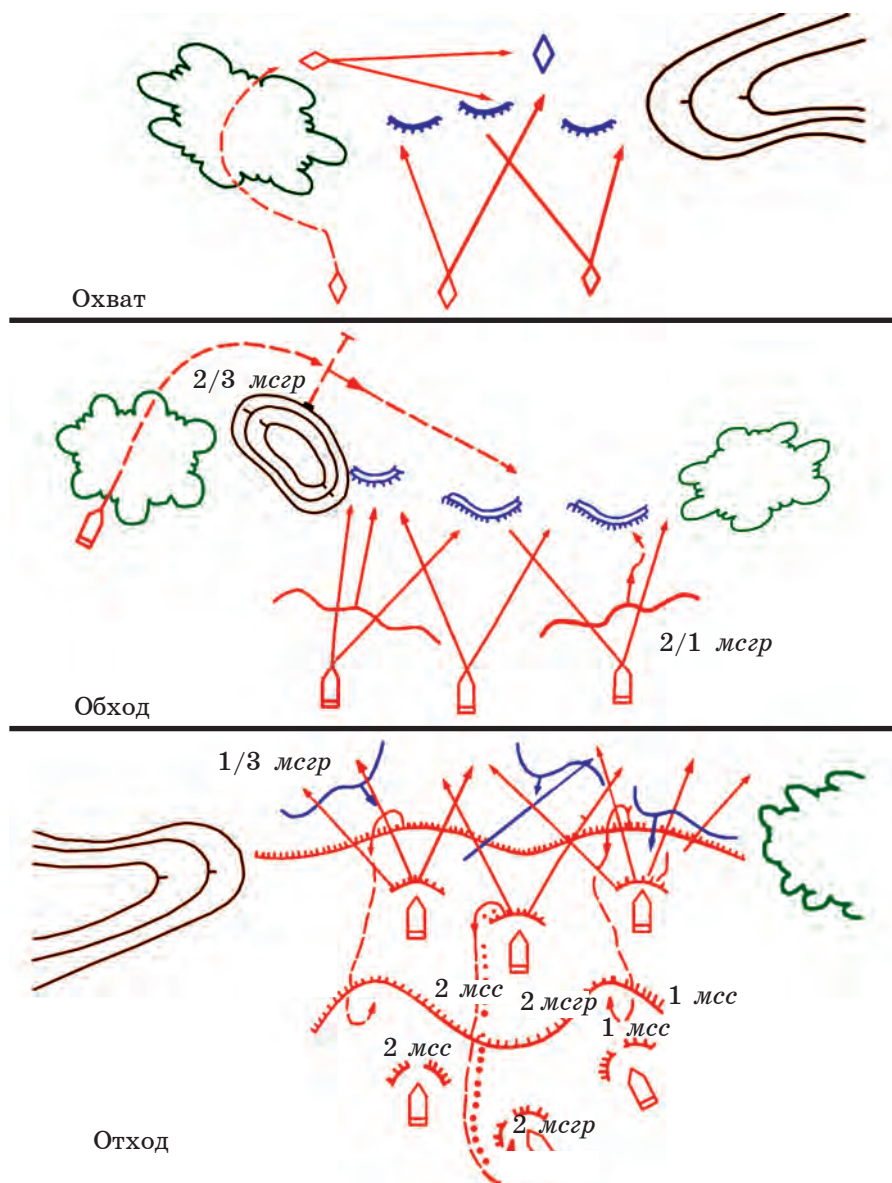 Охват
2/3 мсгр
2/1 мсгр
Обход
1/3 мсгр
2 мсс
2 мсгр
1 мсс
1 мсс
2 мсс
2 мсгр
Отход